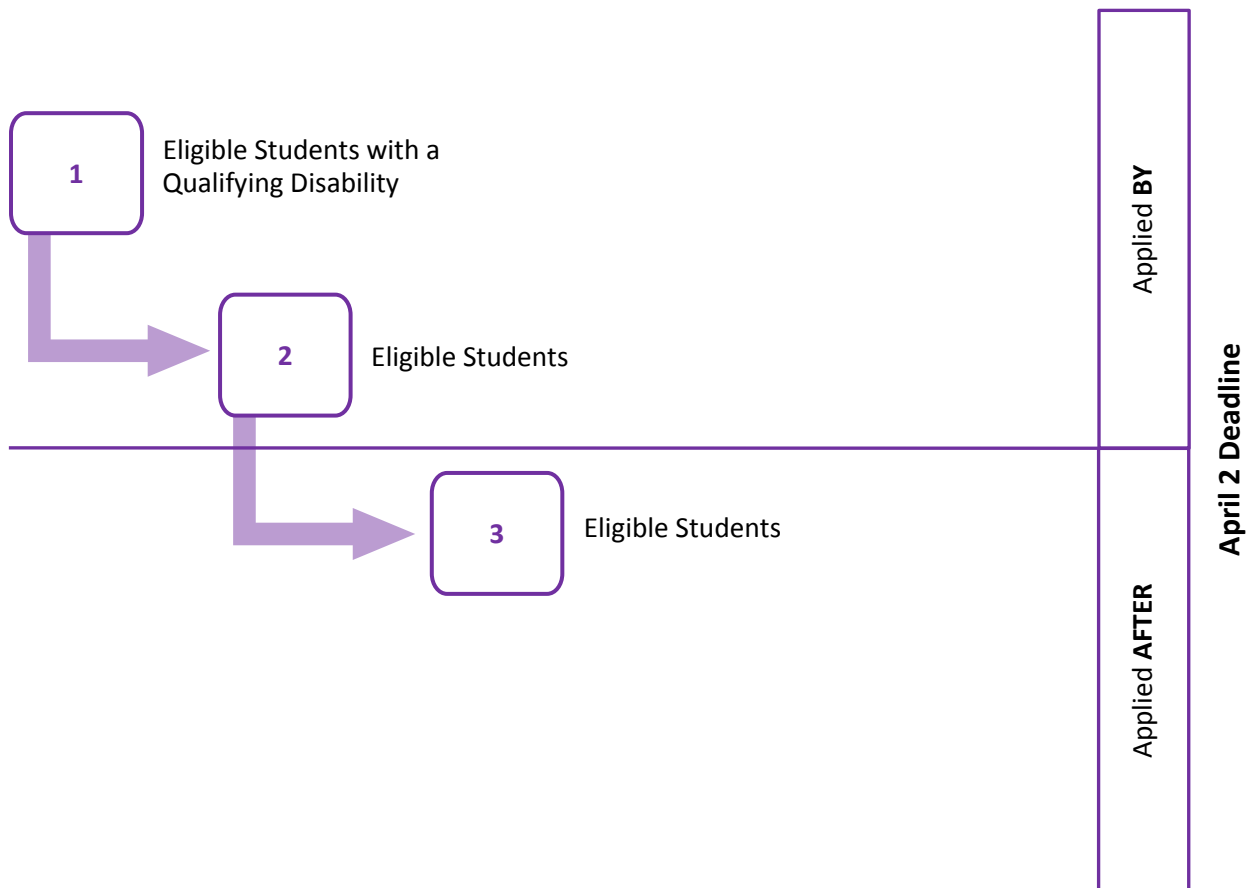 1
Eligible Students with a
Qualifying Disability
2
Eligible Students
3
Eligible Students
Applied BY
Applied AFTER
April 2 Deadline